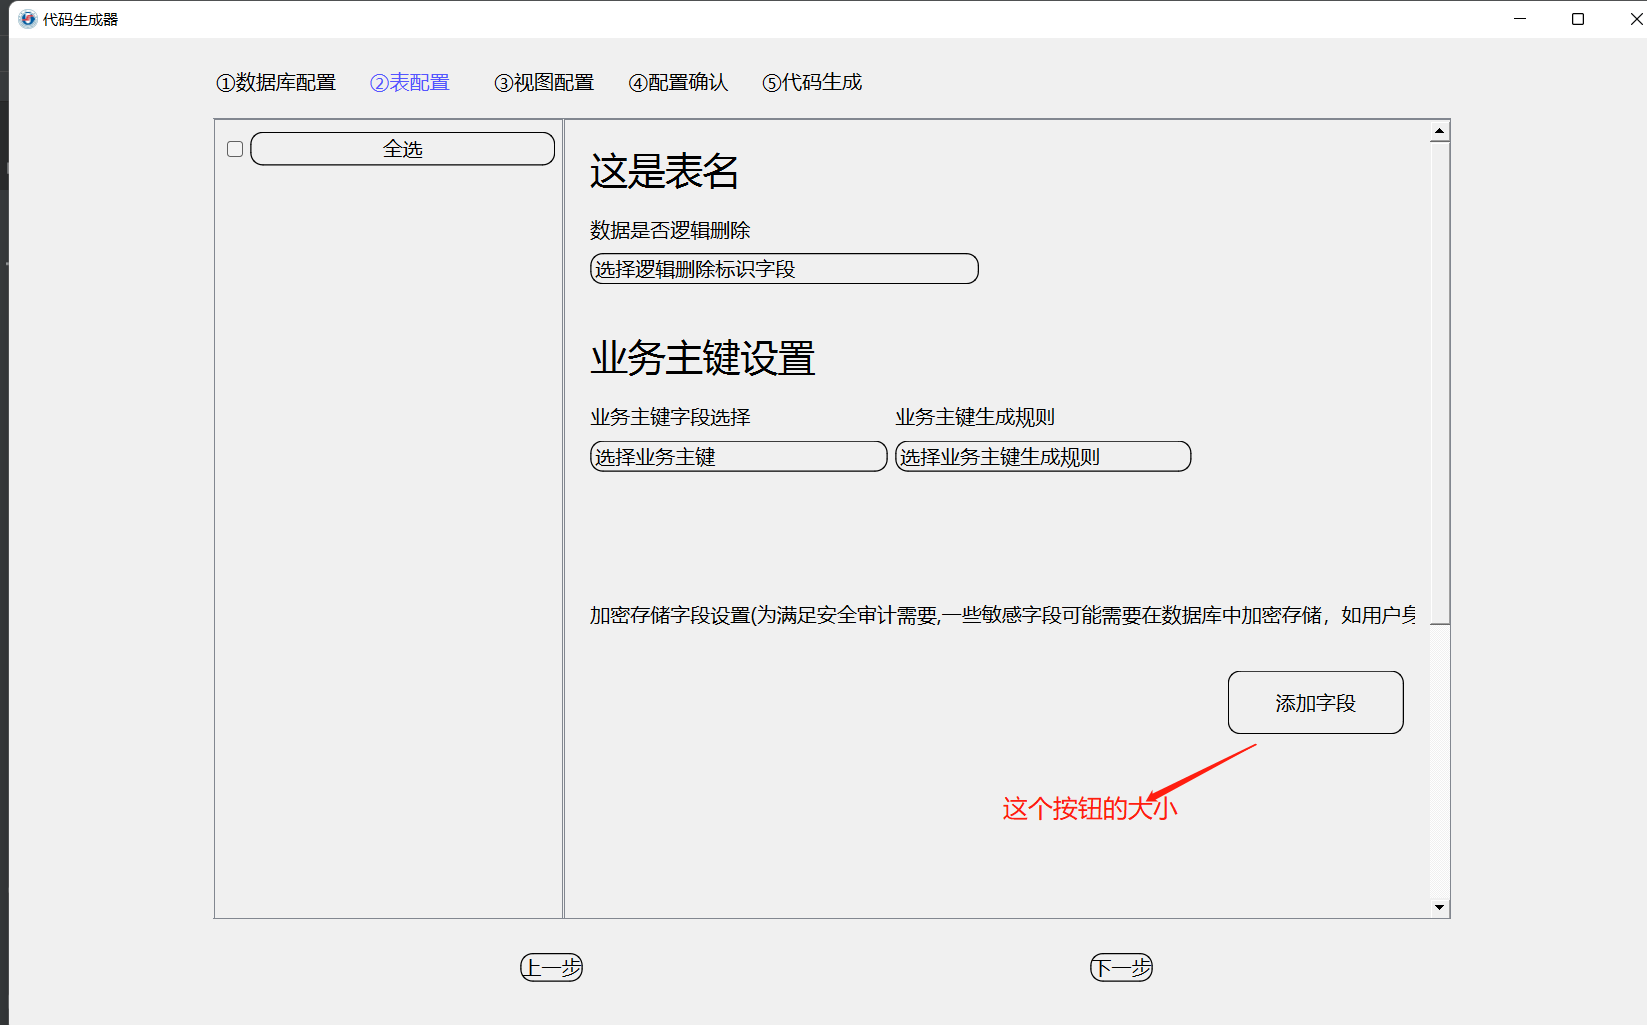 代码生成器
①数据库配置 ②表配置 ③视图配置 ④配置确认 ⑤代码生成
全选
这是表名
数据是否逻辑删除
选择逻辑删除标识字段
业务主键设置
业务主键字段选择 业务主键生成规则
选择业务主键 选择业务主键生成规则
加密存储字段设置(为满足安全审计需要,一些敏感字段可能需要在数据库中加密存储，如用户身
添加字段
这个按钮的大小
上一步 下一步